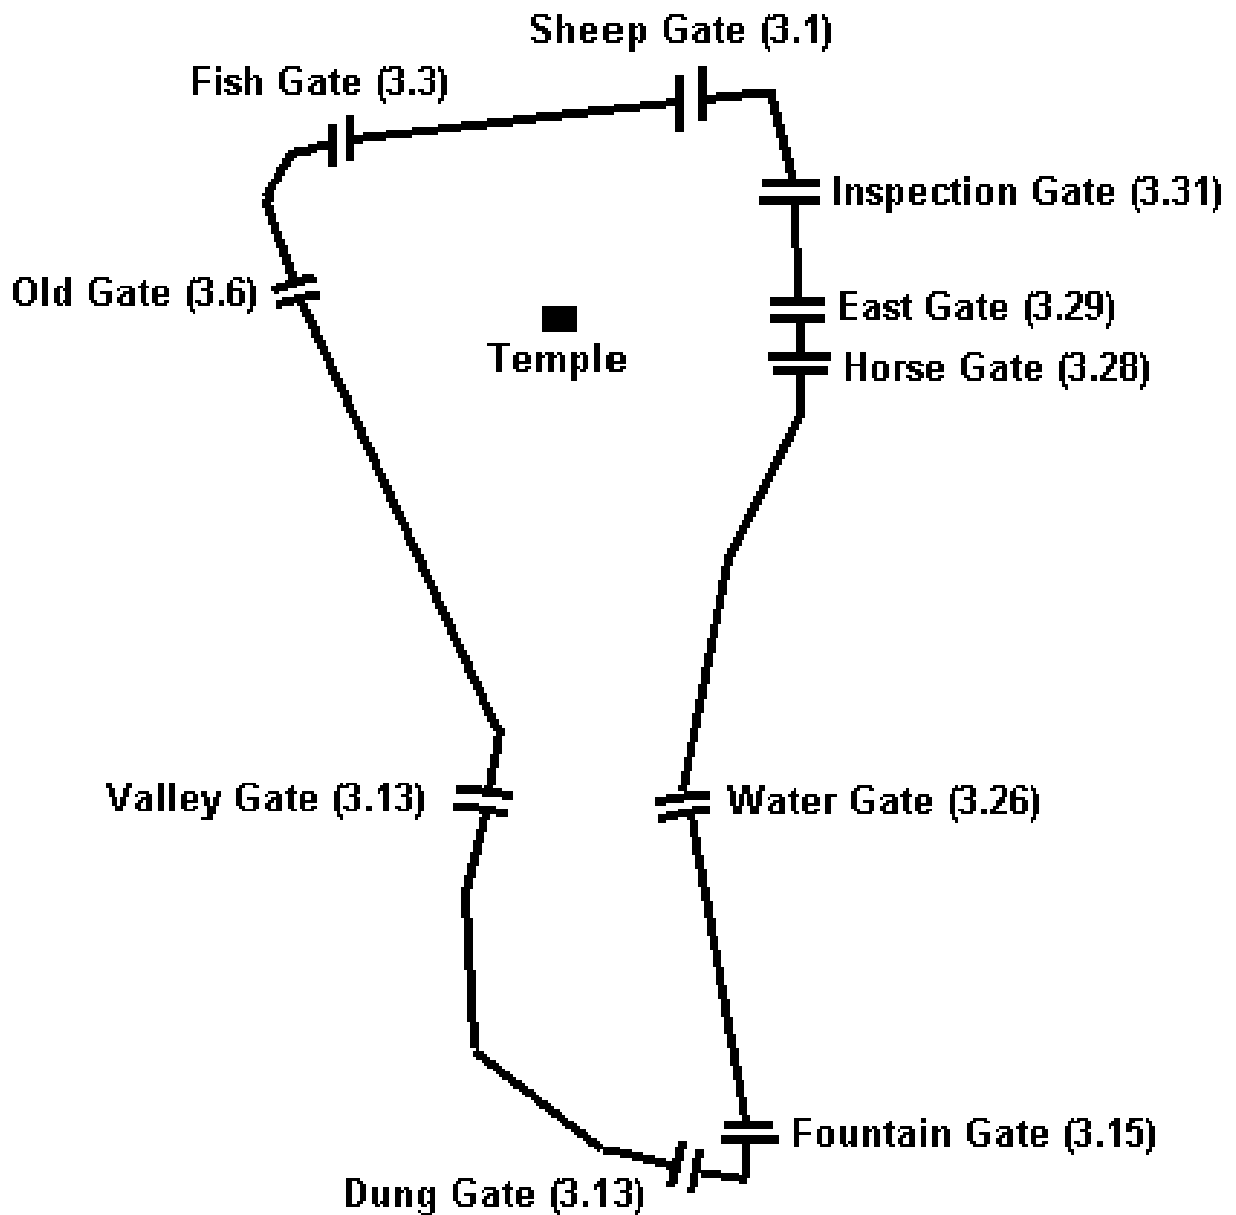 Sheep Gate (3.1)
Fish Gate (3.3)
Inspection Gate (3.31)
Old Gate (3.6)
East Gate (3.29)
Temple
Horse Gate (3.28)
Valley Gate (3.13)
Water Gate (3.26)
Fountain Gate (3.15)
Dung Gate (3.13)